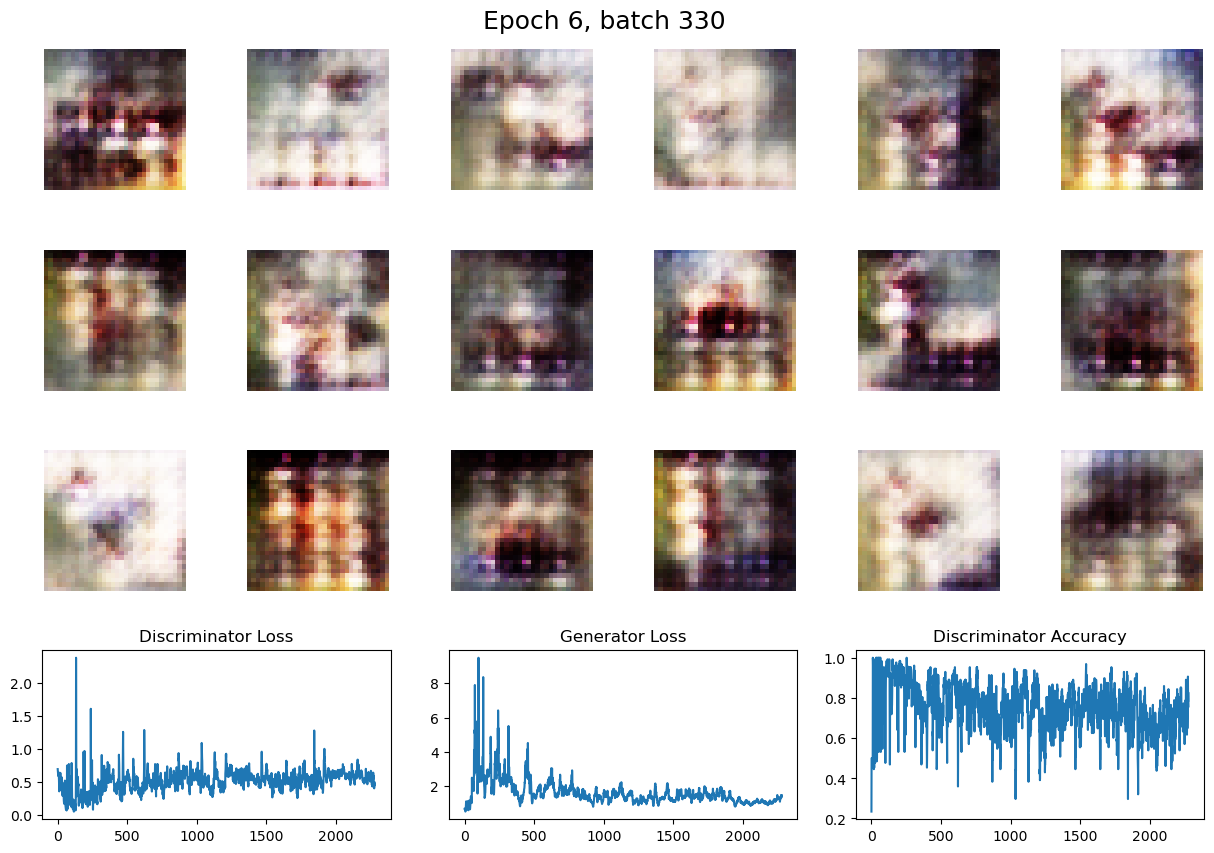 Epoch 6, batch 330
Discriminator Loss
Generator Loss
Discriminator Accuracy
2.0
1.5
1.0
0.5
0.0
0 500 1000 1500 2000
8
6
4
2
0 500 1000 1500 2000
1.0
0.8
0.6
0.4
0.2
0 500 1000 1500 2000